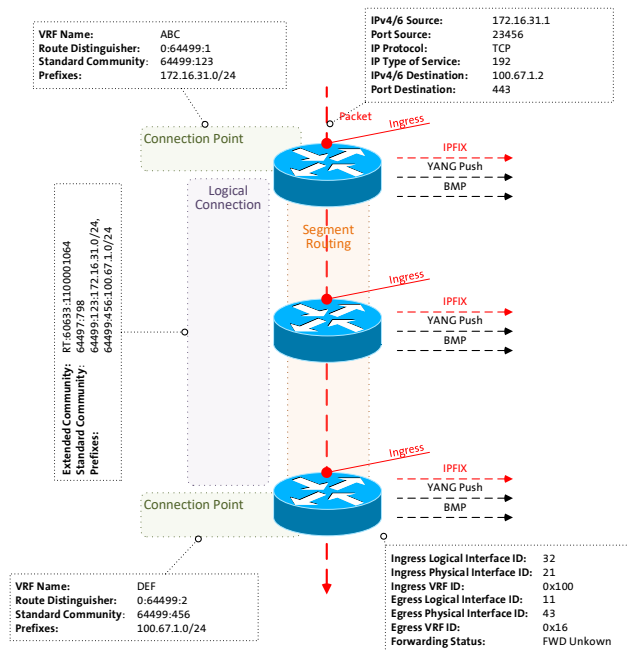 VRF Name: ABC
Route Distinguisher: 0:64499:1
Standard Community: 64499:123
Prefixes: 172.16.31.0/24
IPv4/6 Source: 172.16.31.1
Port Source: 23456
IP Protocol: TCP
IP Type of Service: 192
IPv4/6 Destination: 100.67.1.2
Port Destination: 443
Packet
Ingress
Connection Point
IPFIX
YANG Push
BMP
Logical
Connection
Segment
Routing
Extended Community: RT:60633:1100001064
Standard Community: 64497:798
Prefixes: 64499:123:172.16.31.0/24,
64499:456:100.67.1.0/24
Ingress
IPFIX
YANG Push
BMP
Ingress
IPFIX
YANG Push
BMP
Connection Point
VRF Name: DEF
Route Distinguisher: 0:64499:2
Standard Community: 64499:456
Prefixes: 100.67.1.0/24
Ingress Logical Interface ID: 32
Ingress Physical Interface ID: 21
Ingress VRF ID: 0x100
Egress Logical Interface ID: 11
Egress Physical Interface ID: 43
Egress VRF ID: 0x16
Forwarding Status: FWD Unkown